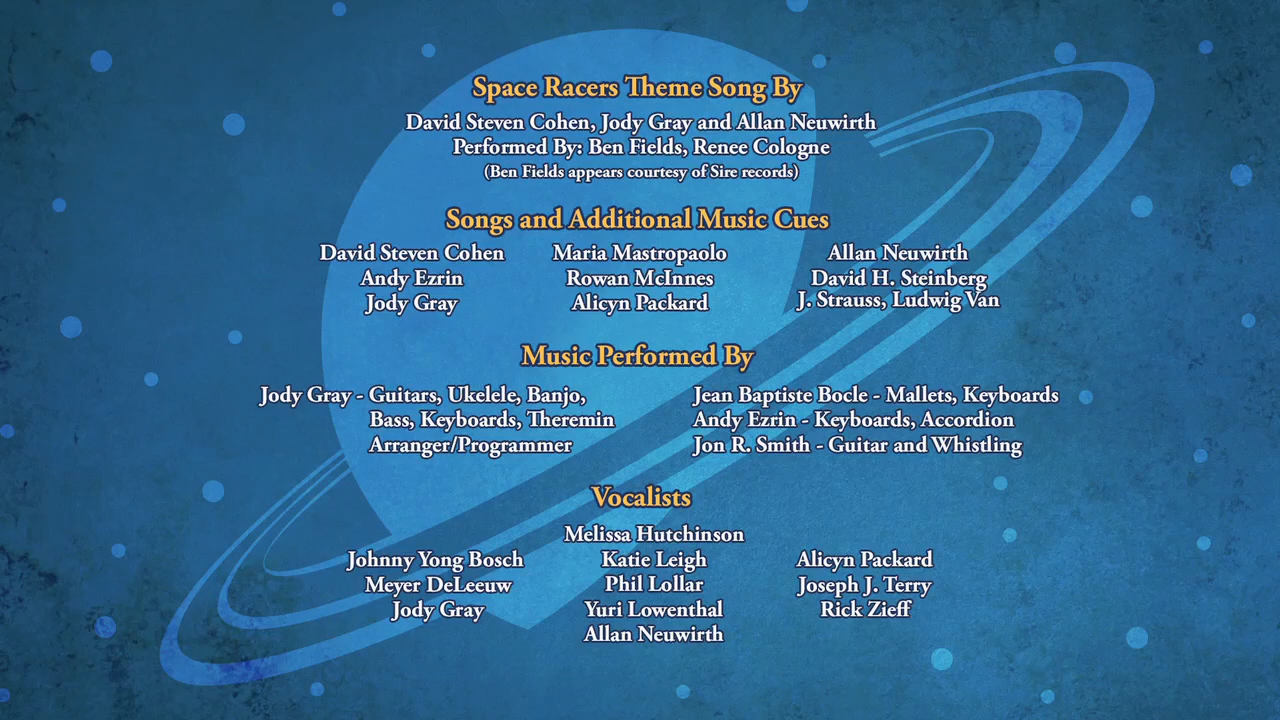 Space Racers Theme Song By
David Steven Cohen, Jody Gray and Allan Neuwirth
Performed By: Ben Fields, Renee Cologne
(Ben Fields appears courtesy of Sire records)
Songs and Additional Music Cues
David Steven Cohen
Andy Ezrin
Jody Gray
Maria Mastropaolo
Rowan McInnes
Alicyn Packard
Allan Neuwirth
David H. Steinberg
J. Strauss, Ludwig Van
Music Performed By
Jody Gray - Guitars, Ukelele, Banjo,
Bass, Keyboards, Theremin
Arranger/Programmer
Jean Baptiste Bocle - Mallets, Keyboards
Andy Ezrin - Keyboards, Accordion
Jon R. Smith - Guitar and Whistling
Vocalists
Johnny Yong Bosch
Meyer DeLeeuw
Jody Gray
Melissa Hutchinson
Katie Leigh
Phil Lollar
Yuri Lowenthal
Allan Neuwirth
Alicyn Packard
Joseph J. Terry
Rick Zieff